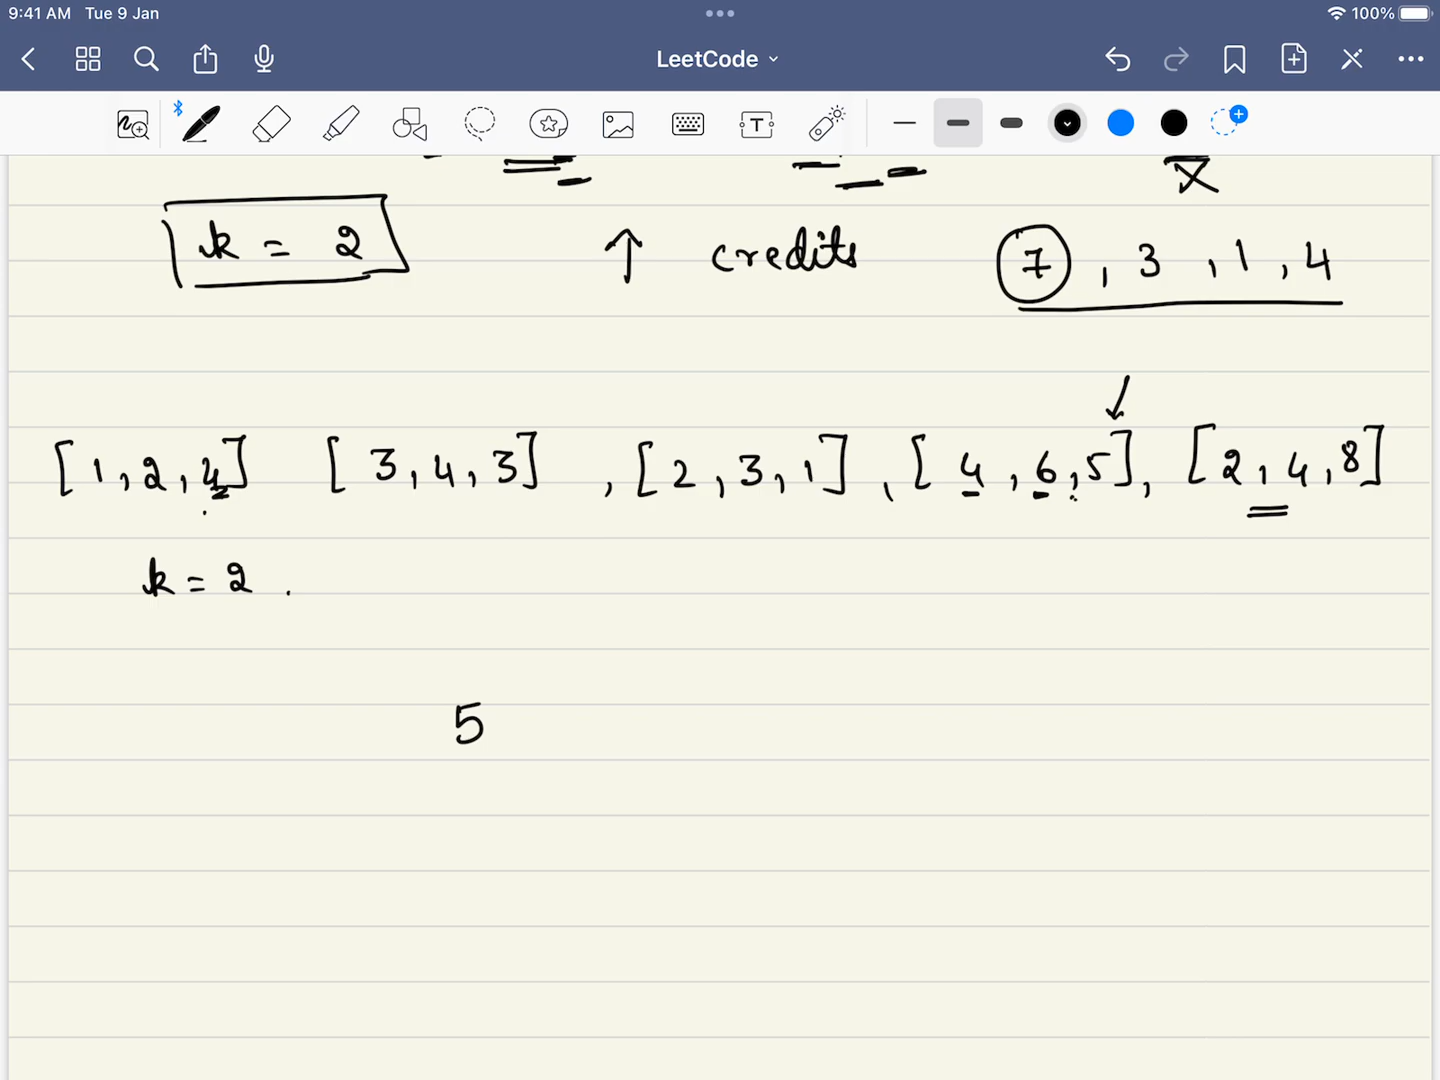 9:41 AM Tue 9 Jan 100%
LeetCode
T
k = 2 ↑ credits 7 , 3 , 1 , 4
[1,2,4] [3,4,3] , [2,3,1] , [4,6,5], [2,4,8]
k = 2 .
5